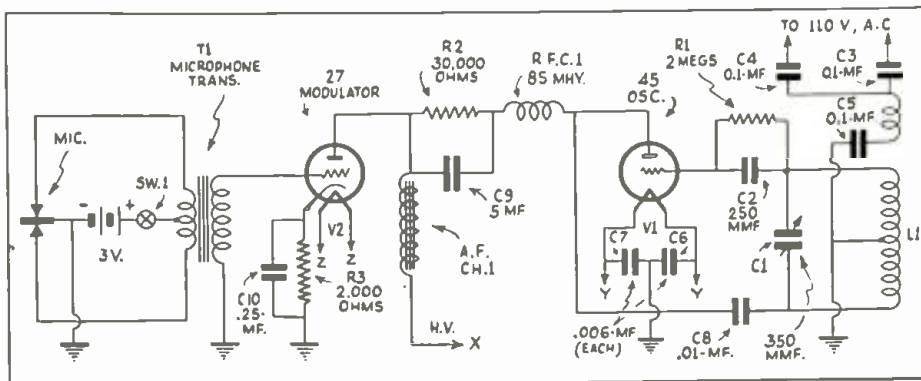 T1
MICROPHONE
TRANS.
MIC.
SW.1
-
+
3V.
27
MODULATOR
V2
Z
Z
C10
.25-
MF.
R3
2,000
OHMS
R2
30,000
OHMS
C9
.5 MF
A.F.
CH.1
H.V.
X
R.F.C.1
85 MHY.
45
OSC.
V1
C7
C6
Y
Y
.006-MF
(EACH)
R1
2 MEGS
C2
250
MMF.
C8
.01-MF.
C1
350
MMF.
TO 110 V, A.C
C4
0.1-MF
C3
0.1-MF.
C5
0.1-MF
L1